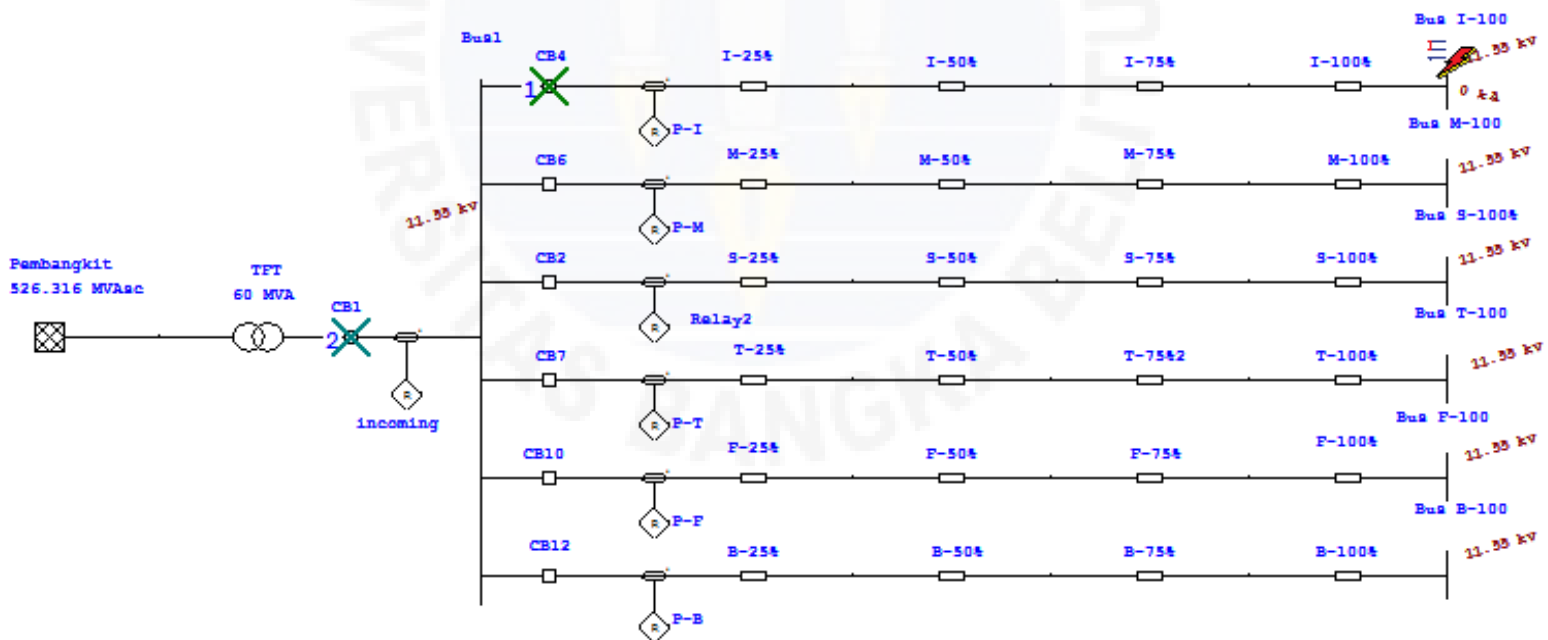 Bus I-100
Bus1
CB4
I-25%
I-50%
I-75%
I-100%
11.55 kV
1
0 kA
R
P-I
Bus M-100
CB6
M-25%
M-50%
M-75%
M-100%
11.55 kV
11.55 kV
R
P-M
Bus S-100%
CB2
S-25%
S-50%
S-75%
S-100%
11.55 kV
Pembangkit
526.316 MVAsc
TFT
60 MVA
CB1
2
R
Relay2
Bus T-100
CB7
T-25%
T-50%
T-75%2
T-100%
11.55 kV
R
incoming
R
P-T
Bus F-100
CB10
F-25%
F-50%
F-75%
F-100%
11.55 kV
R
P-F
Bus B-100
CB12
B-25%
B-50%
B-75%
B-100%
11.55 kV
R
P-B
VERSITAS BANGKA BELITU